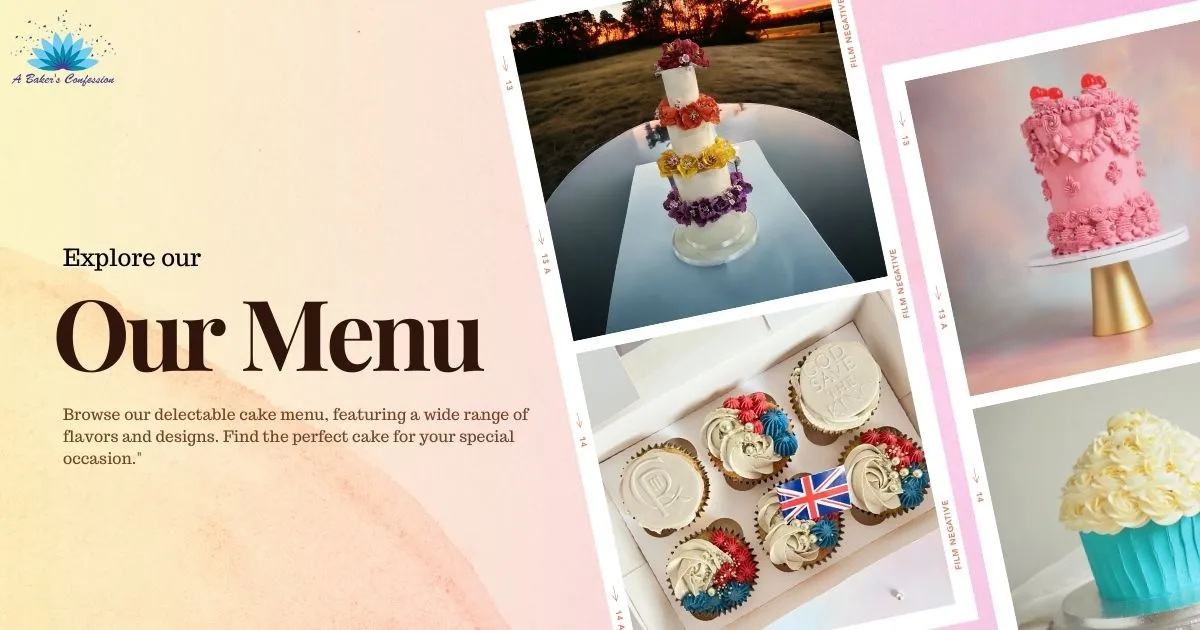 A Baker's Confession
Explore our
Our Menu
Browse our delectable cake menu, featuring a wide range of
flavors and designs. Find the perfect cake for your special
occasion."
13
FILM NEGATIVE
13 A
FILM NEGATIVE
14
FILM NEGATIVE
14 A
13
13 A
14
GOD
SAVE
THE